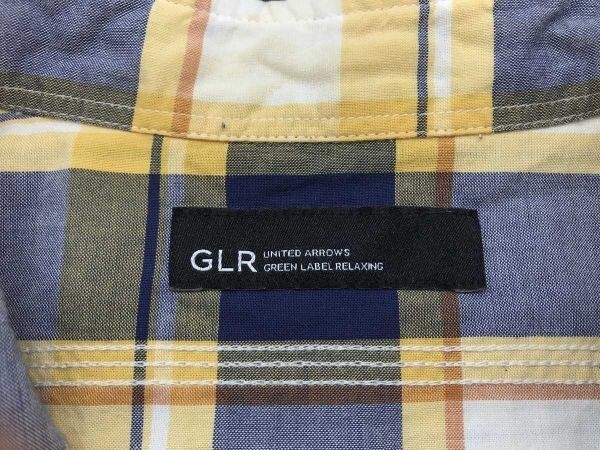 GLR
UNITED ARROWS
GREEN LABEL RELAXING